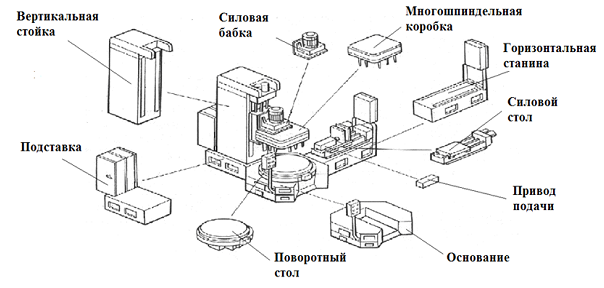 Вертикальная
стойка
Силовая
бабка
Многошпиндельная
коробка
Горизонтальная
станина
Силовой
стол
Подставка
Привод
подачи
Поворотный
стол
Основание